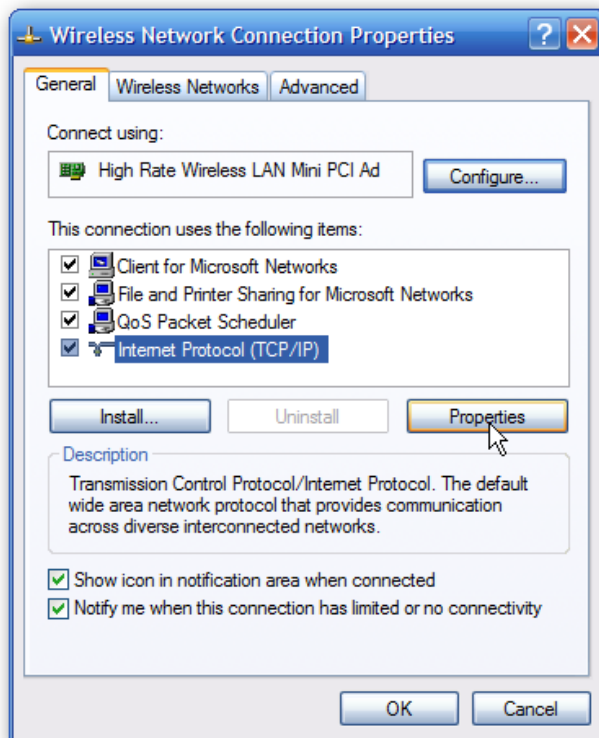 Wireless Network Connection Properties
General Wireless Networks Advanced
Connect using:
High Rate Wireless LAN Mini PCI Ad
Configure...
This connection uses the following items:
Client for Microsoft Networks
File and Printer Sharing for Microsoft Networks
QoS Packet Scheduler
Internet Protocol (TCP/IP)
Install... Uninstall Properties
Description
Transmission Control Protocol/Internet Protocol. The default
wide area network protocol that provides communication
across diverse interconnected networks.
Show icon in notification area when connected
Notify me when this connection has limited or no connectivity
OK Cancel